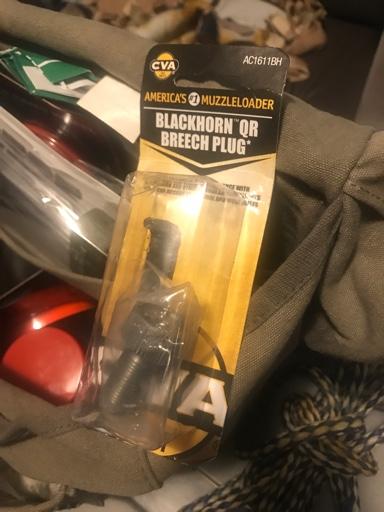 CVA
AC1611BH
AMERICA'S #1 MUZZLELOADER
BLACKHORN™ QR
BREECH PLUG*
A